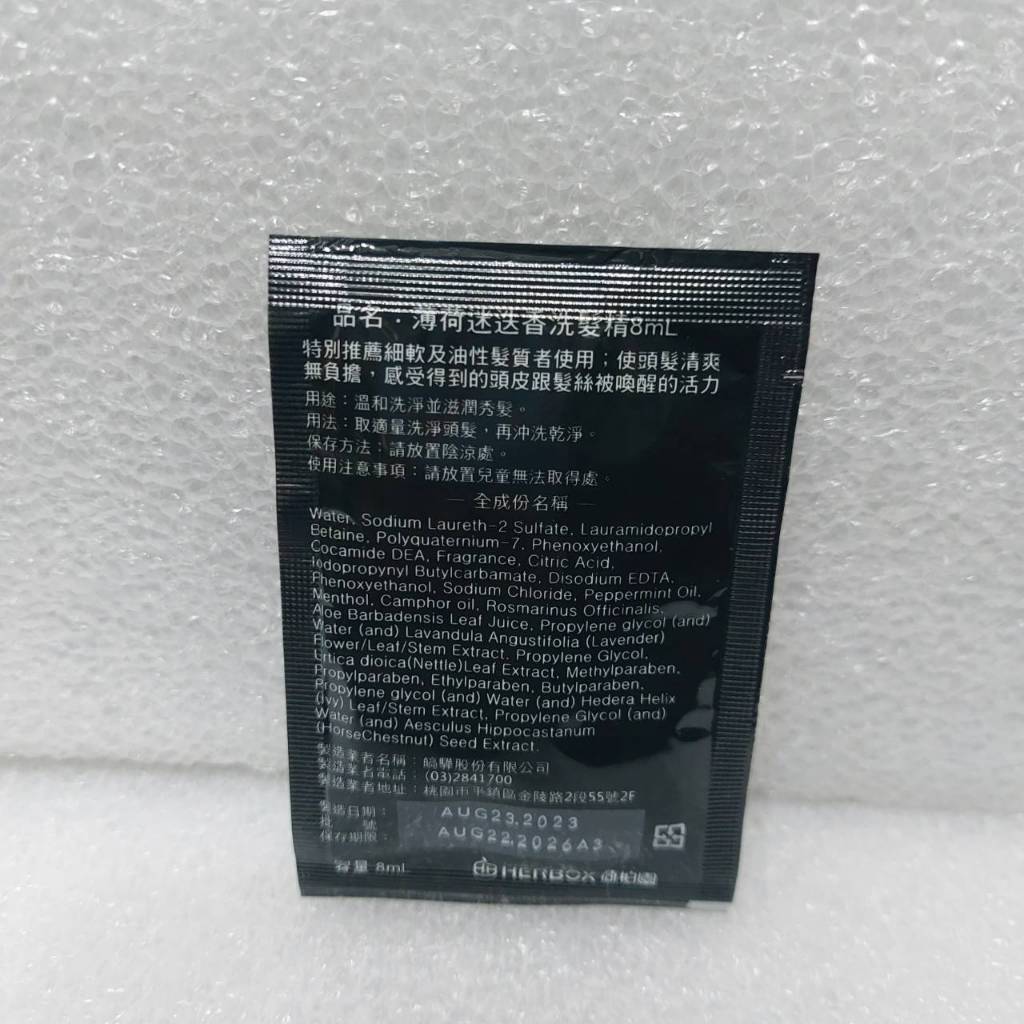 品名：薄荷迷迭香洗髮精8mL
特別推薦細軟及油性髮質者使用；使頭髮清爽
無負擔，感受得到的頭皮跟髮絲被喚醒的活力
用途：溫和洗淨並滋潤秀髮。
用法：取適量洗淨頭髮，再沖洗乾淨。
保存方法：請放置陰涼處。
使用注意事項：請放置兒童無法取得處。
— 全成份名稱 —
Water, Sodium Laureth-2 Sulfate, Lauramidopropyl
Betaine, Polyquaternium-7, Phenoxyethanol,
Cocamide DEA, Fragrance, Citric Acid,
Iodopropynyl Butylcarbamate, Disodium EDTA,
Phenoxyethanol, Sodium Chloride, Peppermint Oil,
Menthol, Camphor oil, Rosmarinus Officinalis,
Aloe Barbadensis Leaf Juice, Propylene glycol (and)
Water (and) Lavandula Angustifolia (Lavender)
Flower/Leaf/Stem Extract, Propylene Glycol,
Urtica dioica(Nettle)Leaf Extract, Methylparaben,
Propylparaben, Ethylparaben, Butylparaben,
Propylene glycol (and) Water (and) Hedera Helix
(Ivy) Leaf/Stem Extract, Propylene Glycol (and)
Water (and) Aesculus Hippocastanum
(HorseChestnut) Seed Extract.
製造業者名稱：驊股份有限公司
製造業者電話：(03)2841700
製造業者地址：桃園市平鎮區金陵路2段55號2F
製造日期：AUG23.2023
批 號
保存期限：AUG22.2026A3
容量 8mL
HERBOX